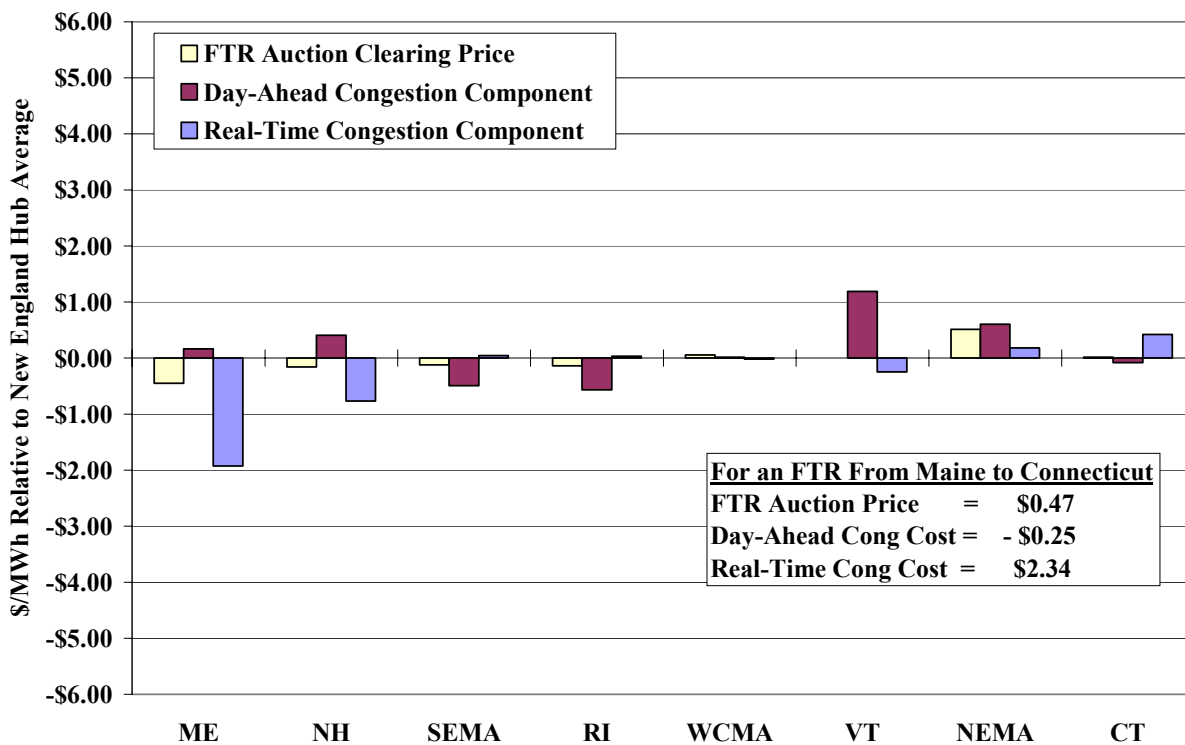 $/MWh Relative to New England Hub Average
$6.00
$5.00
$4.00
$3.00
$2.00
$1.00
$0.00
-$1.00
-$2.00
-$3.00
-$4.00
-$5.00
-$6.00
FTR Auction Clearing Price
Day-Ahead Congestion Component
Real-Time Congestion Component
For an FTR From Maine to Connecticut
FTR Auction Price = $0.47
Day-Ahead Cong Cost = - $0.25
Real-Time Cong Cost = $2.34
ME NH SEMA RI WCMA VT NEMA CT